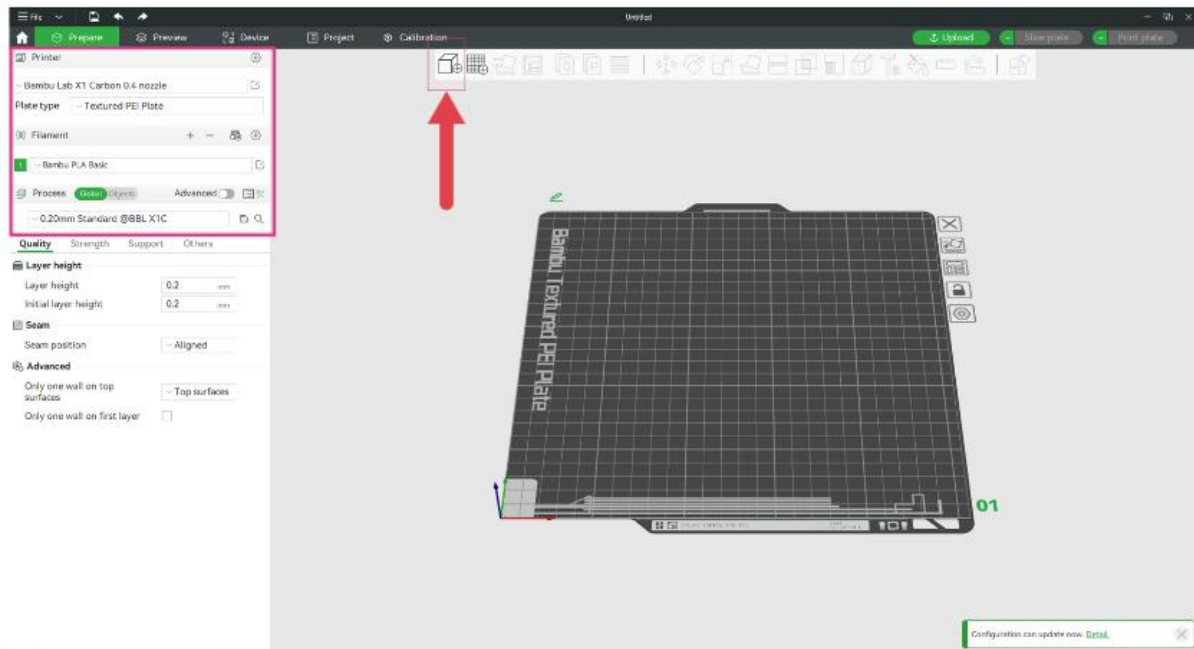 File
Untitled
Prepare
Preview
Device
Project
Calibration
Upload
Slice plate
Print plate
Printer
Bambu Lab X1 Carbon 0.4 nozzle
Plate type
Textured PEI Plate
Filament
1
Bambu PLA Basic
Process
Global
Objects
Advanced
0.20mm Standard @BBL X1C
Quality Strength Support Others
Layer height
Layer height 0.2 mm
Initial layer height 0.2 mm
Seam
Seam position Aligned
Advanced
Only one wall on top
surfaces
Top surfaces
Only one wall on first layer
Bambu Textured PEI Plate
01
Configuration can update now. Detail.